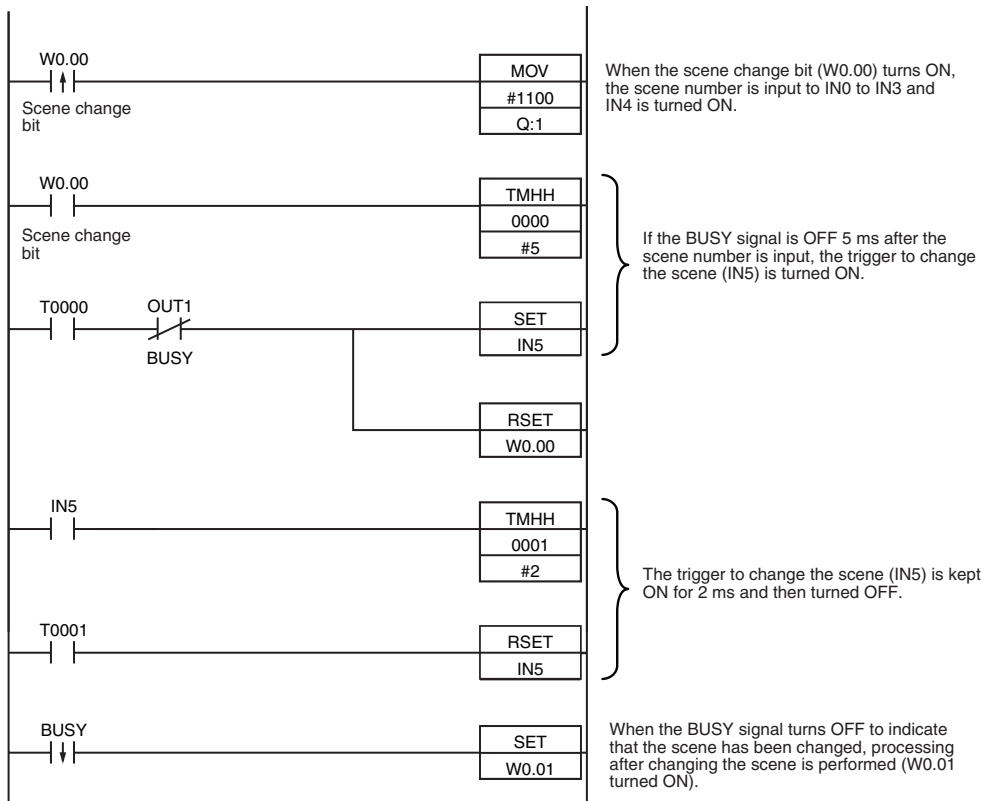 W0.00
Scene change
bit
MOV
#1100
Q:1
When the scene change bit (W0.00) turns ON,
the scene number is input to IN0 to IN3 and
IN4 is turned ON.
W0.00
Scene change
bit
TMHH
0000
#5
If the BUSY signal is OFF 5 ms after the
scene number is input, the trigger to change
the scene (IN5) is turned ON.
T0000
OUT1
BUSY
SET
IN5
RSET
W0.00
IN5
TMHH
0001
#2
The trigger to change the scene (IN5) is kept
ON for 2 ms and then turned OFF.
T0001
RSET
IN5
BUSY
SET
W0.01
When the BUSY signal turns OFF to indicate
that the scene has been changed, processing
after changing the scene is performed (W0.01
turned ON).